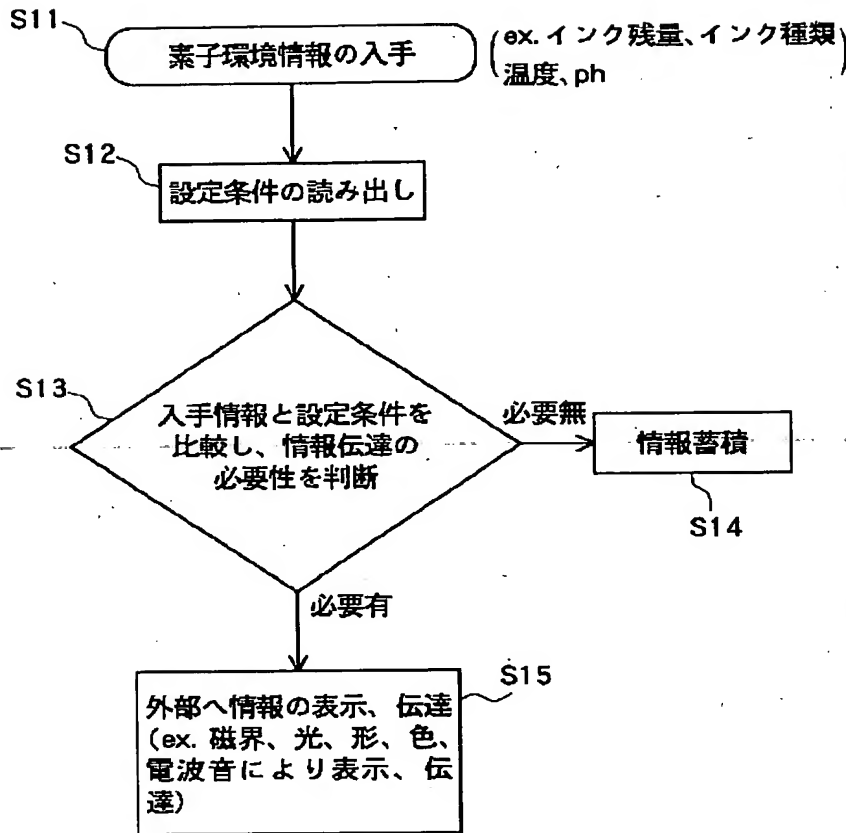 S11
素子環境情報の入手
(ex. インク残量、インク種類
温度、ph)
S12
設定条件の読み出し
S13
入手情報と設定条件を
比較し、情報伝達の
必要性を判断
必要無
情報蓄積
S14
必要有
S15
外部へ情報の表示、伝達
(ex. 磁界、光、形、色、
電波音により表示、伝
達)